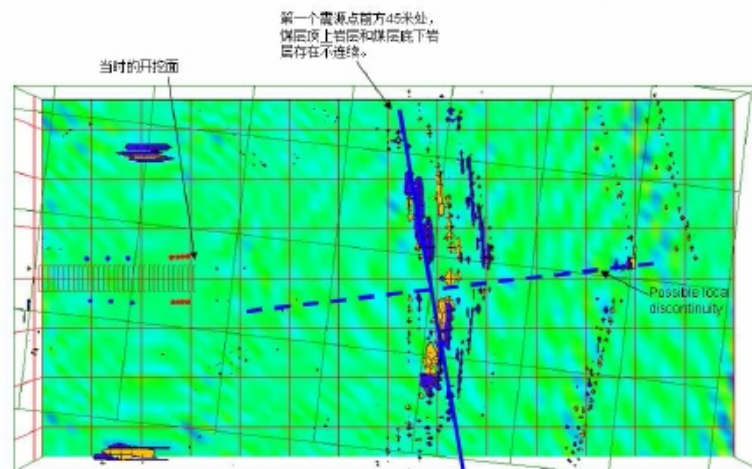 第一个震源点前方45米处,
煤层顶上岩层和煤层底下岩
层存在不连续。
当时的开挖面
Possible local
discontinuity